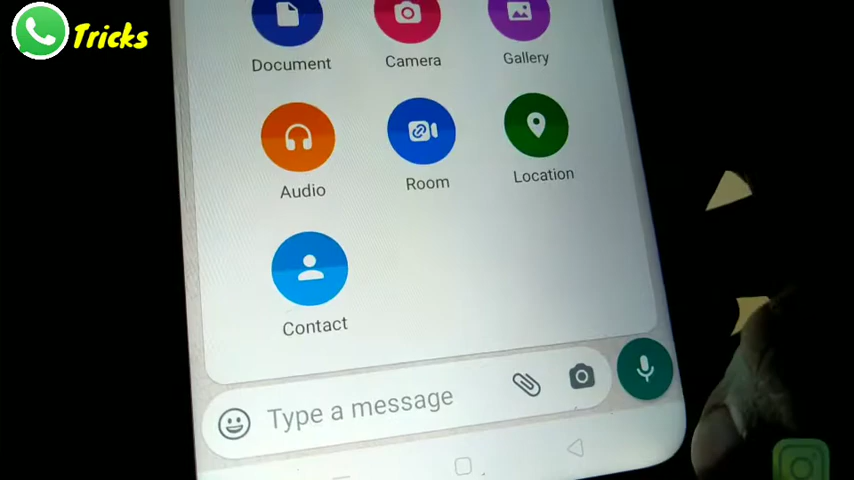 Tricks
Document Camera Gallery
Audio Room Location
Contact
Type a message